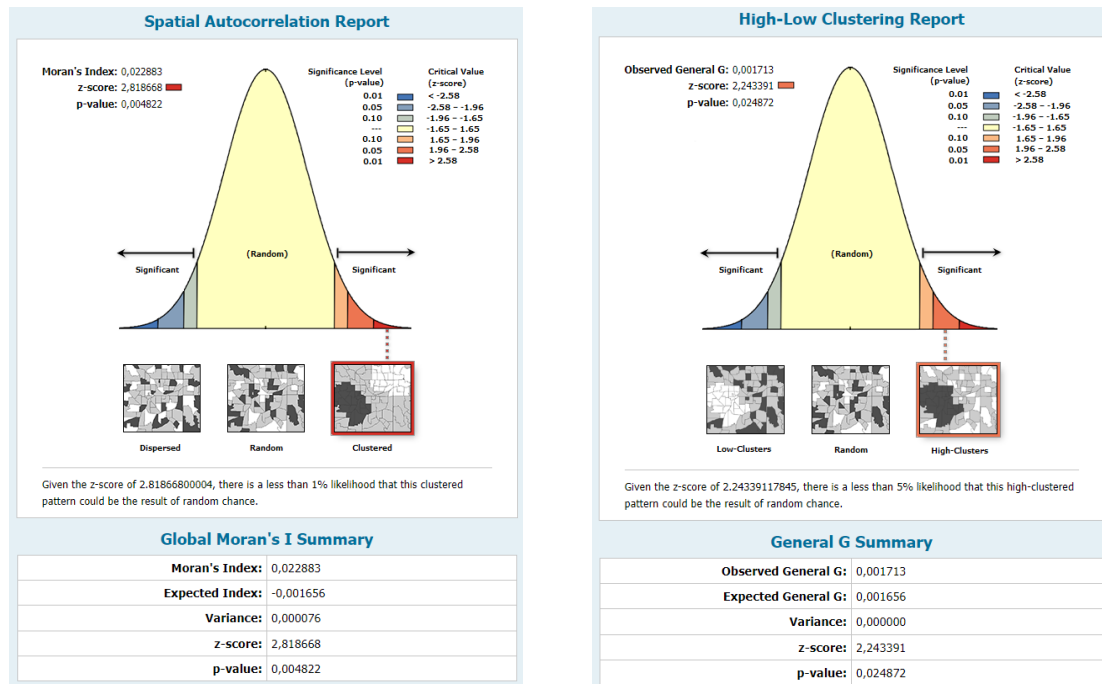 Spatial Autocorrelation Report
Moran's Index: 0,022883
z-score: 2,818668
p-value: 0,004822
Significance Level
(p-value)
Critical Value
(z-score)
0.01 < -2.58
0.05 -2.58 – -1.96
0.10 -1.96 – -1.65
--- -1.65 – 1.65
0.10 1.65 – 1.96
0.05 1.96 – 2.58
0.01 > 2.58
(Random)
Significant
Significant
Dispersed
Random
Clustered
Given the z-score of 2.81866800004, there is a less than 1% likelihood that this clustered
pattern could be the result of random chance.
Global Moran's I Summary
Moran's Index: 0,022883
Expected Index: -0,001656
Variance: 0,000076
z-score: 2,818668
p-value: 0,004822
High-Low Clustering Report
Observed General G: 0,001713
z-score: 2,243391
p-value: 0,024872
Significance Level
(p-value)
Critical Value
(z-score)
0.01 < -2.58
0.05 -2.58 – -1.96
0.10 -1.96 – -1.65
--- -1.65 – 1.65
0.10 1.65 – 1.96
0.05 1.96 – 2.58
0.01 > 2.58
(Random)
Significant
Significant
Low-Clusters
Random
High-Clusters
Given the z-score of 2.24339117845, there is a less than 5% likelihood that this high-clustered
pattern could be the result of random chance.
General G Summary
Observed General G: 0,001713
Expected General G: 0,001656
Variance: 0,000000
z-score: 2,243391
p-value: 0,024872